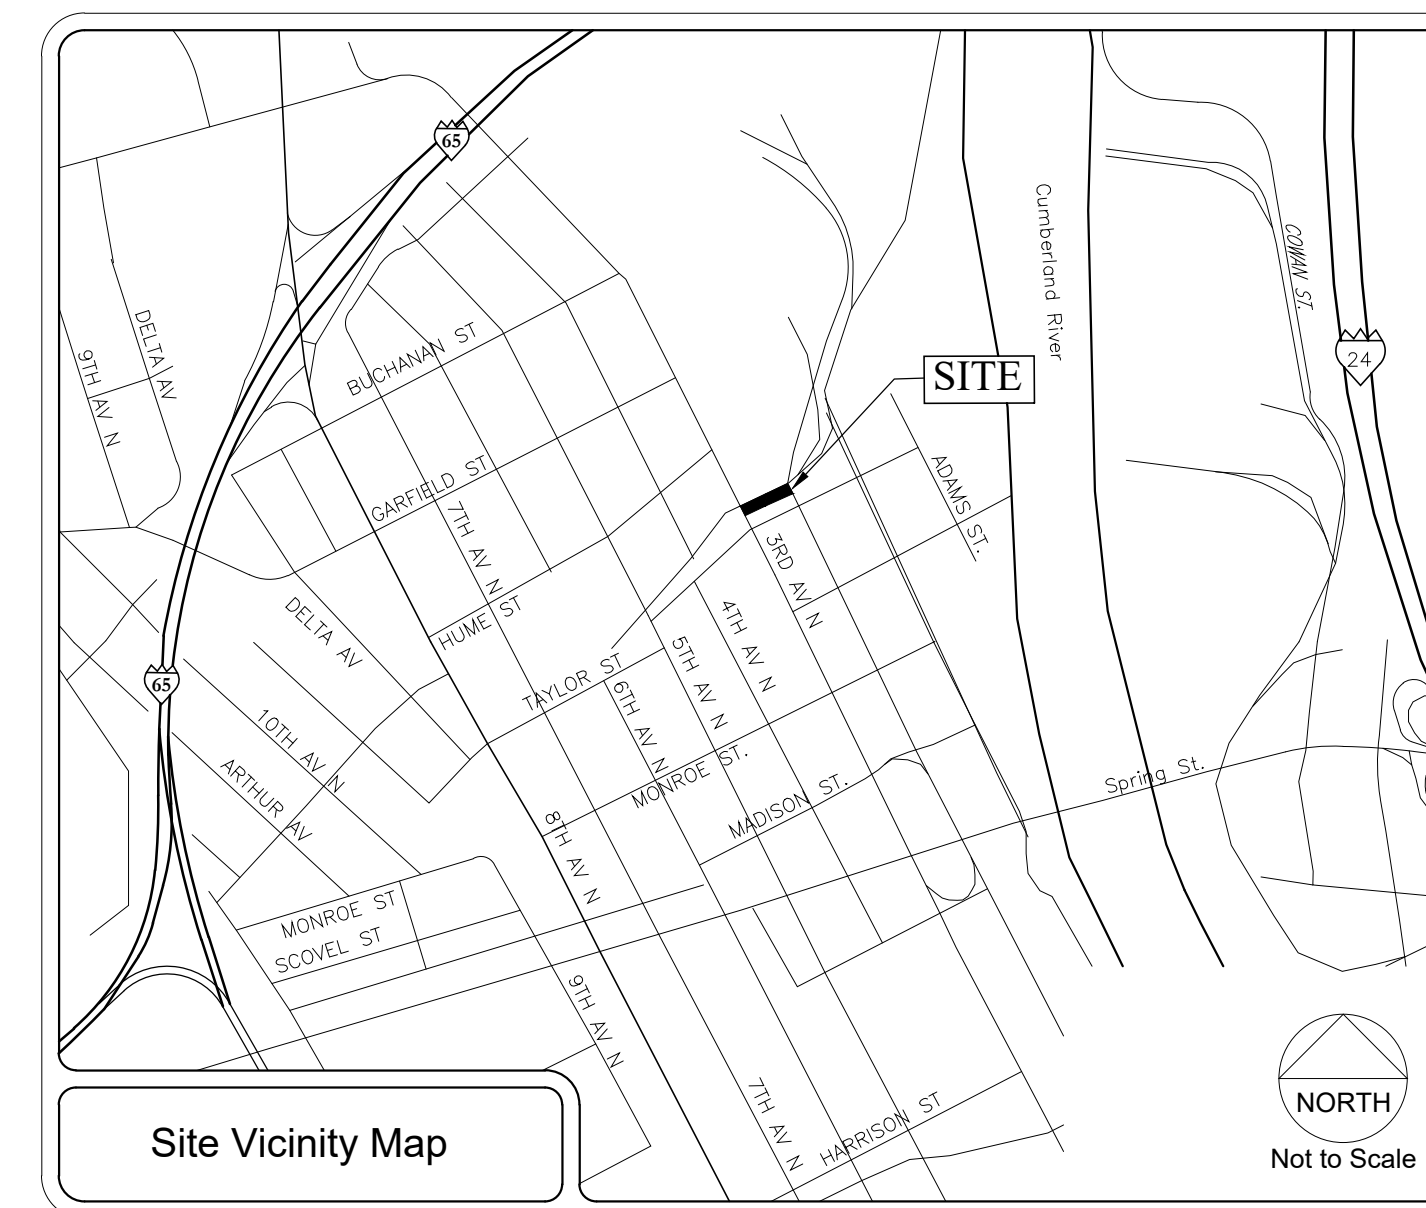 65
Cumberland River
COWAN ST.
DELTA AV
9TH AV N
BUCHANAN ST
24
SITE
GARFIELD ST
ADAMS ST.
7TH AV N
3RD AV N
HUME ST
DELTA AV
4TH AV N
5TH AV N
TAYLOR ST
6TH AV N
65
10TH AV N
ARTHUR AV
MONROE ST.
MADISON ST.
Spring St.
8TH AV N
MONROE ST
SCOVEL ST
9TH AV N
7TH AV N
HARRISON ST
NORTH
Not to Scale
Site Vicinity Map